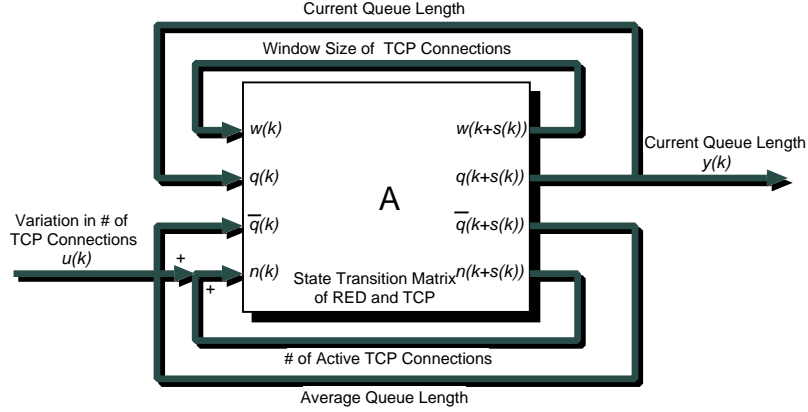 Current Queue Length
Window Size of TCP Connections
w(k)
w(k+s(k))
Current Queue Length
y(k)
q(k)
q(k+s(k))
A
q̅(k)
q̅(k+s(k))
Variation in # of
TCP Connections
u(k)
+
+
n(k)
n(k+s(k))
State Transition Matrix
of RED and TCP
# of Active TCP Connections
Average Queue Length